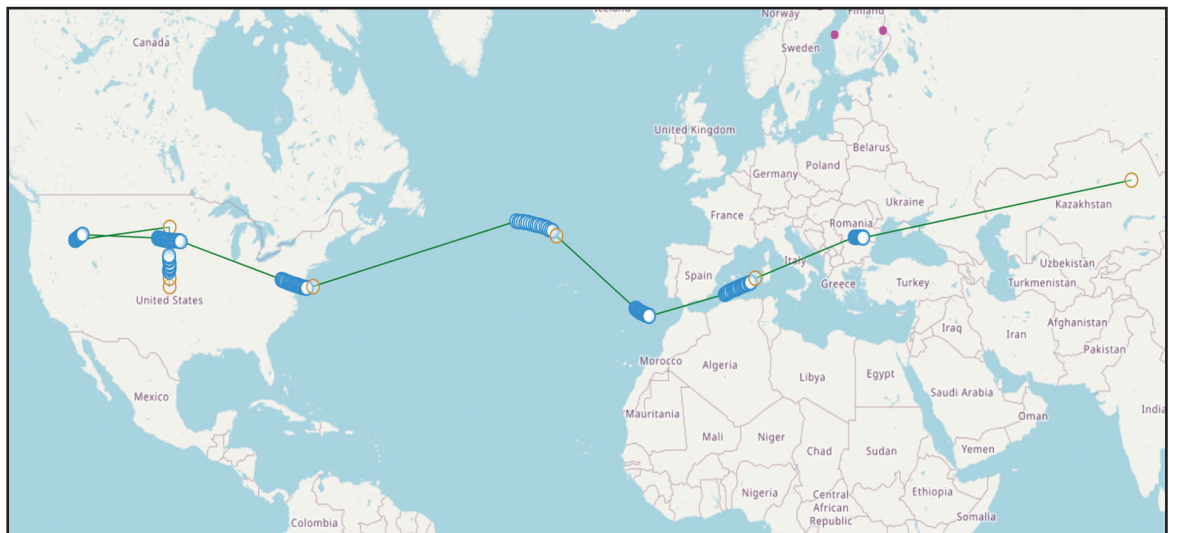 Iceland
Norway
Finland
Canada
Sweden
United Kingdom
Belarus
Poland
Germany
Ukraine
Kazakhstan
France
Romania
Italy
Uzbekistan
Spain
Greece
Turkey
Turkmenistan
United States
Afghanistan
Iraq
Iran
Pakistan
Morocco
Algeria
Libya
Egypt
Saudi Arabia
Mexico
Mauritania
Oman
India
Mali
Niger
Chad
Sudan
Yemen
Nigeria
Central
African
Republic
Ethiopia
Somalia
Colombia